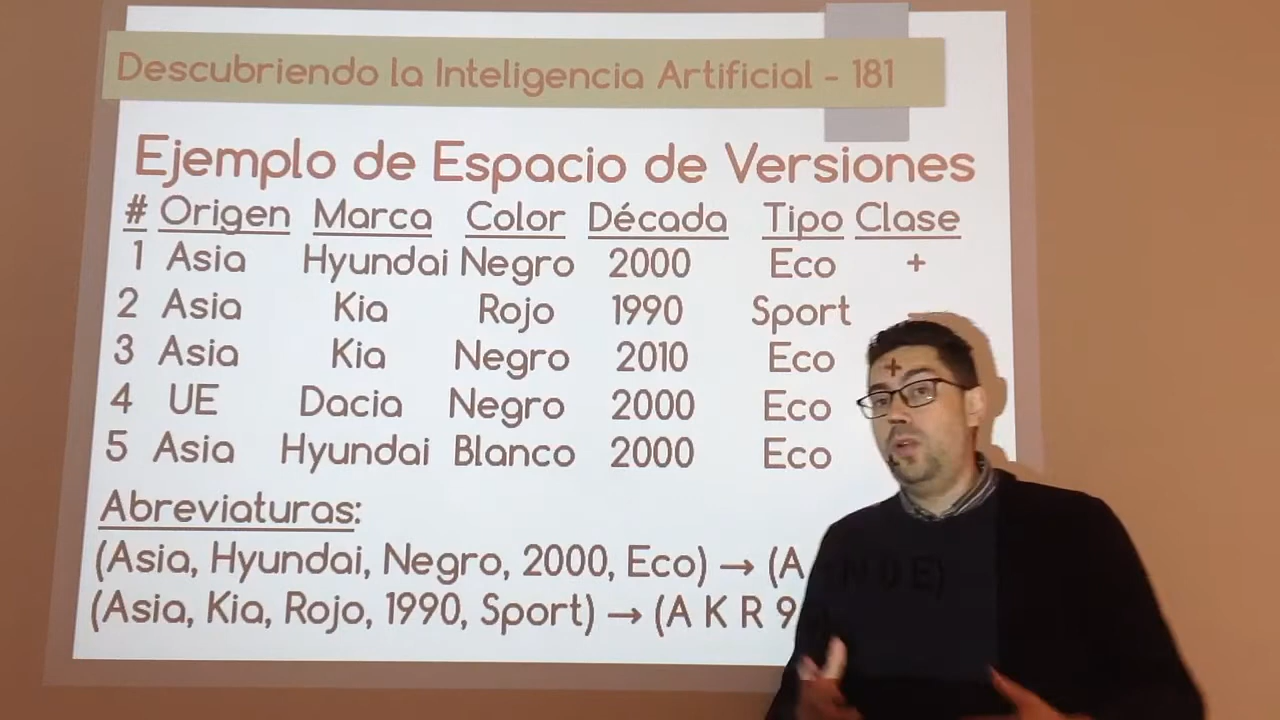 Descubriendo la Inteligencia Artificial - 181
Ejemplo de Espacio de Versiones
# Origen Marca Color Década Tipo Clase
1 Asia Hyundai Negro 2000 Eco +
2 Asia Kia Rojo 1990 Sport
3 Asia Kia Negro 2010 Eco +
4 UE Dacia Negro 2000 Eco
5 Asia Hyundai Blanco 2000 Eco
Abreviaturas:
(Asia, Hyundai, Negro, 2000, Eco) → (A H N 0 E)
(Asia, Kia, Rojo, 1990, Sport) → (A K R 9